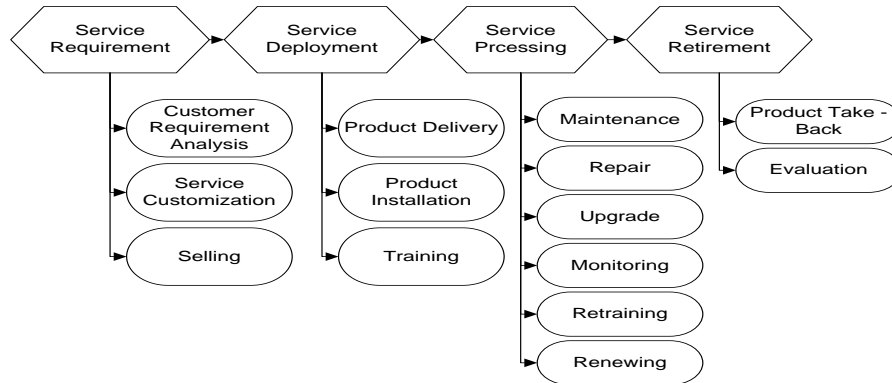 Service
Requirement
Service
Deployment
Service
Prcessing
Service
Retirement
Customer
Requirement
Analysis
Service
Customization
Selling
Product Delivery
Product
Installation
Training
Maintenance
Repair
Upgrade
Monitoring
Retraining
Renewing
Product Take -
Back
Evaluation